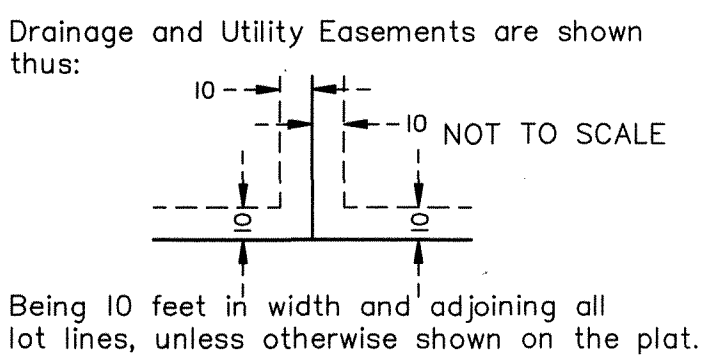 Drainage and Utility Easements are shown
thus:
10
10 NOT TO SCALE
10 10
Being 10 feet in width and adjoining all
lot lines, unless otherwise shown on the plat.